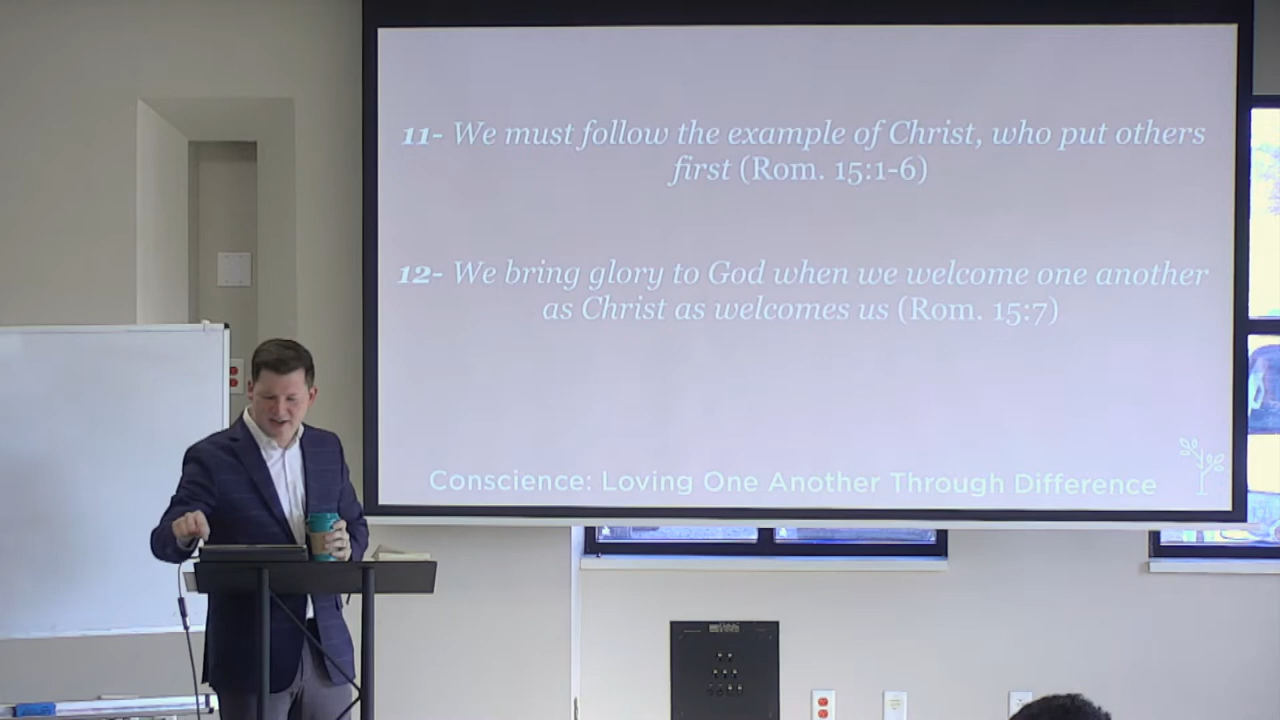 11- We must follow the example of Christ, who put others
first (Rom. 15:1-6)
12- We bring glory to God when we welcome one another
as Christ as welcomes us (Rom. 15:7)
Conscience: Loving One Another Through Difference